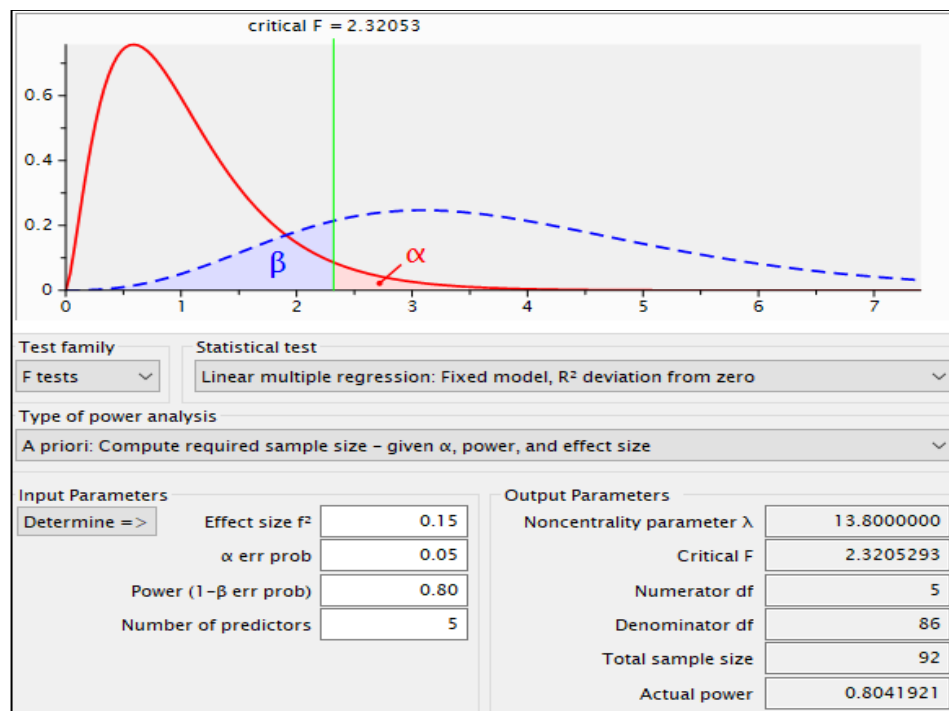 critical F = 2.32053
0.6
0.4
0.2
0
β
α
0 1 2 3 4 5 6 7
Test family
Statistical test
F tests
Linear multiple regression: Fixed model, R² deviation from zero
Type of power analysis
A priori: Compute required sample size – given α, power, and effect size
Input Parameters
Output Parameters
Determine =>
Effect size f² 0.15
Noncentrality parameter λ 13.8000000
α err prob 0.05
Critical F 2.3205293
Power (1-β err prob) 0.80
Numerator df 5
Number of predictors 5
Denominator df 86
Total sample size 92
Actual power 0.8041921